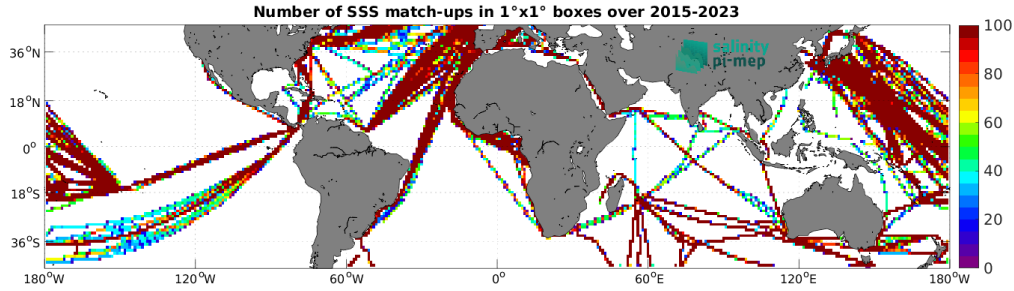 Number of SSS match-ups in 1°x1° boxes over 2015-2023
36°N
18°N
0°
18°S
36°S
180°W
120°W
60°W
0°
60°E
120°E
180°W
100
80
60
40
20
0
salinity
pi-mep